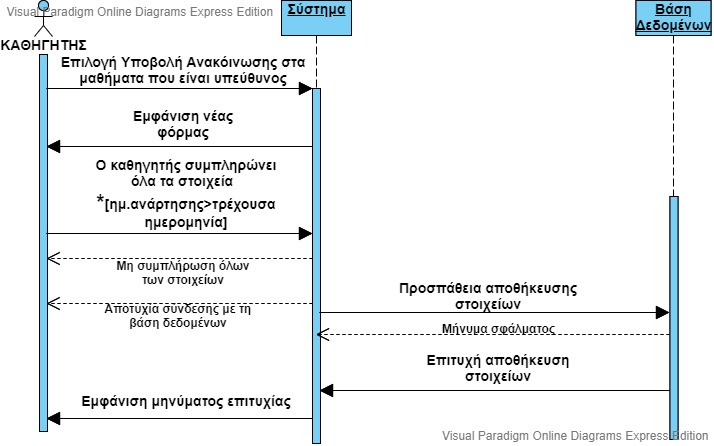 Visual Paradigm Online Diagrams Express Edition
ΚΑΘΗΓΗΤΗΣ
Σύστημα
Βάση
Δεδομένων
Επιλογή Υποβολή Ανακόινωσης στα
μαθήματα που είναι υπεύθυνος
Εμφάνιση νέας
φόρμας
Ο καθηγητής συμπληρώνει
όλα τα στοιχεία
*[ημ.ανάρτησης>τρέχουσα
ημερομηνία]
Μη συμπλήρωση όλων
των στοιχείων
Προσπάθεια αποθήκευσης
στοιχείων
Αποτυχία σύνδεσης με τη
βάση δεδομένων
Μήνυμα σφάλματος
Επιτυχή αποθήκευση
στοιχείων
Εμφάνιση μηνύματος επιτυχίας
Visual Paradigm Online Diagrams Express Edition